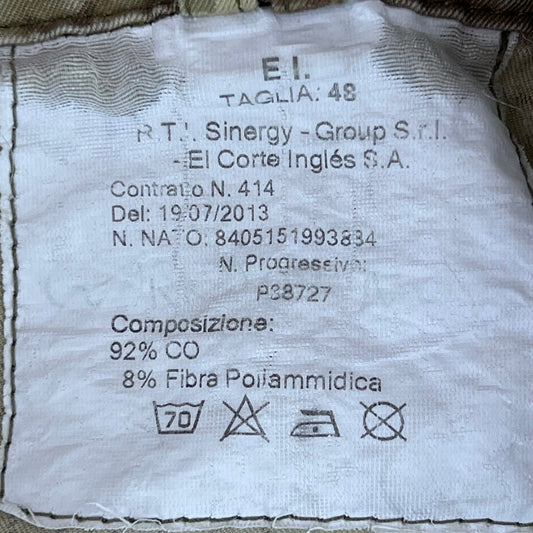 E.I.
TAGLIA: 48
R.T.I. Sinergy - Group S.r.l.
- El Corte Inglés S.A.
Contratto N. 414
Del: 19/07/2013
N. NATO: 8405151993834
N. Progressivo:
P38727
Composizione:
92% CO
8% Fibra Poliammidica
70